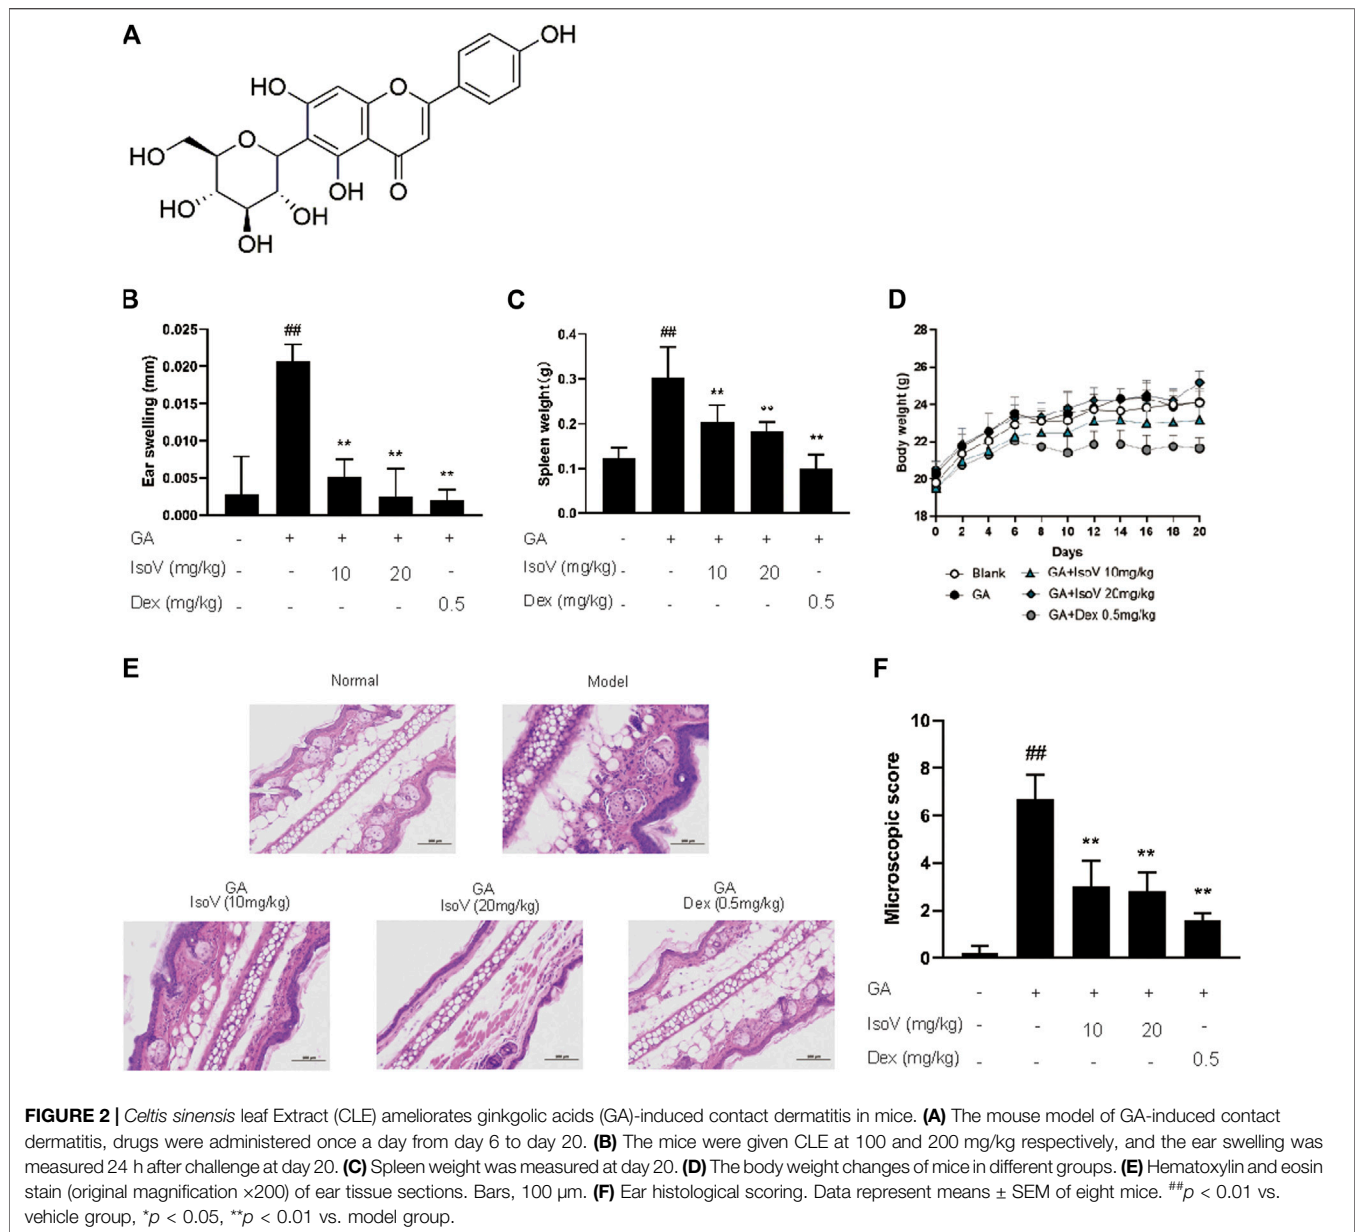 A
OH
HO
O
O
HO
HO
OH
OH
OH
O
B
0.025
0.020
0.015
0.010
0.005
0.000
Ear swelling (mm)
##
**
**
**
GA - + + + +
IsoV (mg/kg) - - 10 20 -
Dex (mg/kg) - - - - 0.5
C
0.4
0.3
0.2
0.1
0.0
Spleen weight(g)
##
**
**
**
GA - + + + +
IsoV (mg/kg) - - 10 20 -
Dex (mg/kg) - - - - 0.5
D
28
26
24
22
20
18
Body weight (g)
0 2 4 6 8 10 12 14 16 18 20
Days
Blank
GA
GA+IsoV 10mg/kg
GA+IsoV 20mg/kg
GA+Dex 0.5mg/kg
E
Normal
Model
GA
IsoV (10mg/kg)
GA
IsoV (20mg/kg)
GA
Dex (0.5mg/kg)
F
10
8
6
4
2
0
Microscopic score
##
**
**
**
GA - + + + +
IsoV (mg/kg) - - 10 20 -
Dex (mg/kg) - - - - 0.5
FIGURE 2 | Celtis sinensis leaf Extract (CLE) ameliorates ginkgolic acids (GA)-induced contact dermatitis in mice. (A) The mouse model of GA-induced contact
dermatitis, drugs were administered once a day from day 6 to day 20. (B) The mice were given CLE at 100 and 200 mg/kg respectively, and the ear swelling was
measured 24 h after challenge at day 20. (C) Spleen weight was measured at day 20. (D) The body weight changes of mice in different groups. (E) Hematoxylin and eosin
stain (original magnification ×200) of ear tissue sections. Bars, 100 µm. (F) Ear histological scoring. Data represent means ± SEM of eight mice. ##p < 0.01 vs.
vehicle group, *p < 0.05, **p < 0.01 vs. model group.